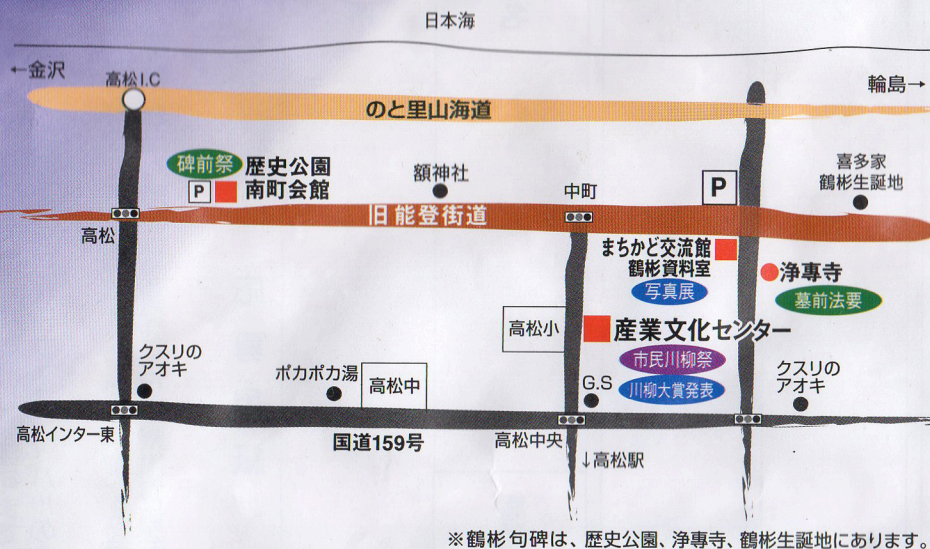 日本海
←金沢
高松I.C
輪島→
のと里山海道
碑前祭
歴史公園
P
南町会館
額神社
中町
P
喜多家
鶴彬生誕地
旧能登街道
高松
まちかど交流館
鶴彬資料室
写真展
浄専寺
墓前法要
高松小
産業文化センター
市民川柳祭
川柳大賞発表
クスリの
アオキ
ポカポカ湯
高松中
G.S
クスリの
アオキ
高松インター東
国道159号
高松中央
↓高松駅
※鶴彬句碑は、歴史公園、浄専寺、鶴彬生誕地にあります。